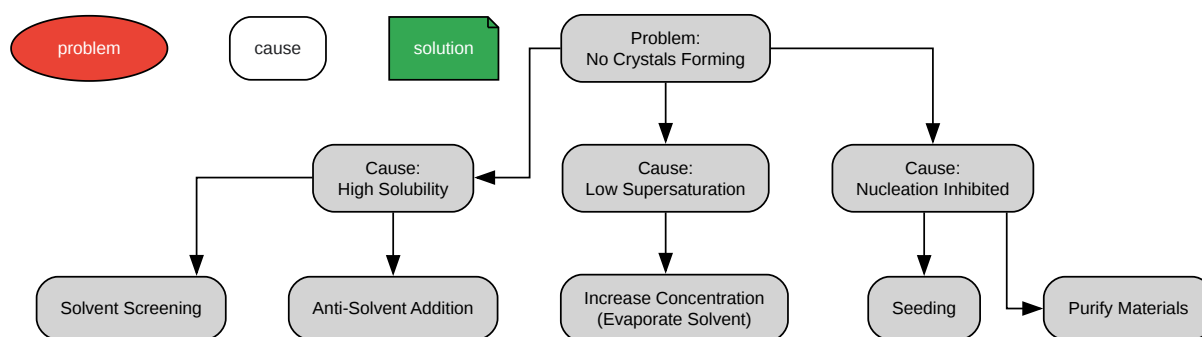 problem
cause
solution
Problem:
No Crystals Forming
Cause:
High Solubility
Cause:
Low Supersaturation
Cause:
Nucleation Inhibited
Solvent Screening
Anti-Solvent Addition
Increase Concentration
(Evaporate Solvent)
Seeding
Purify Materials